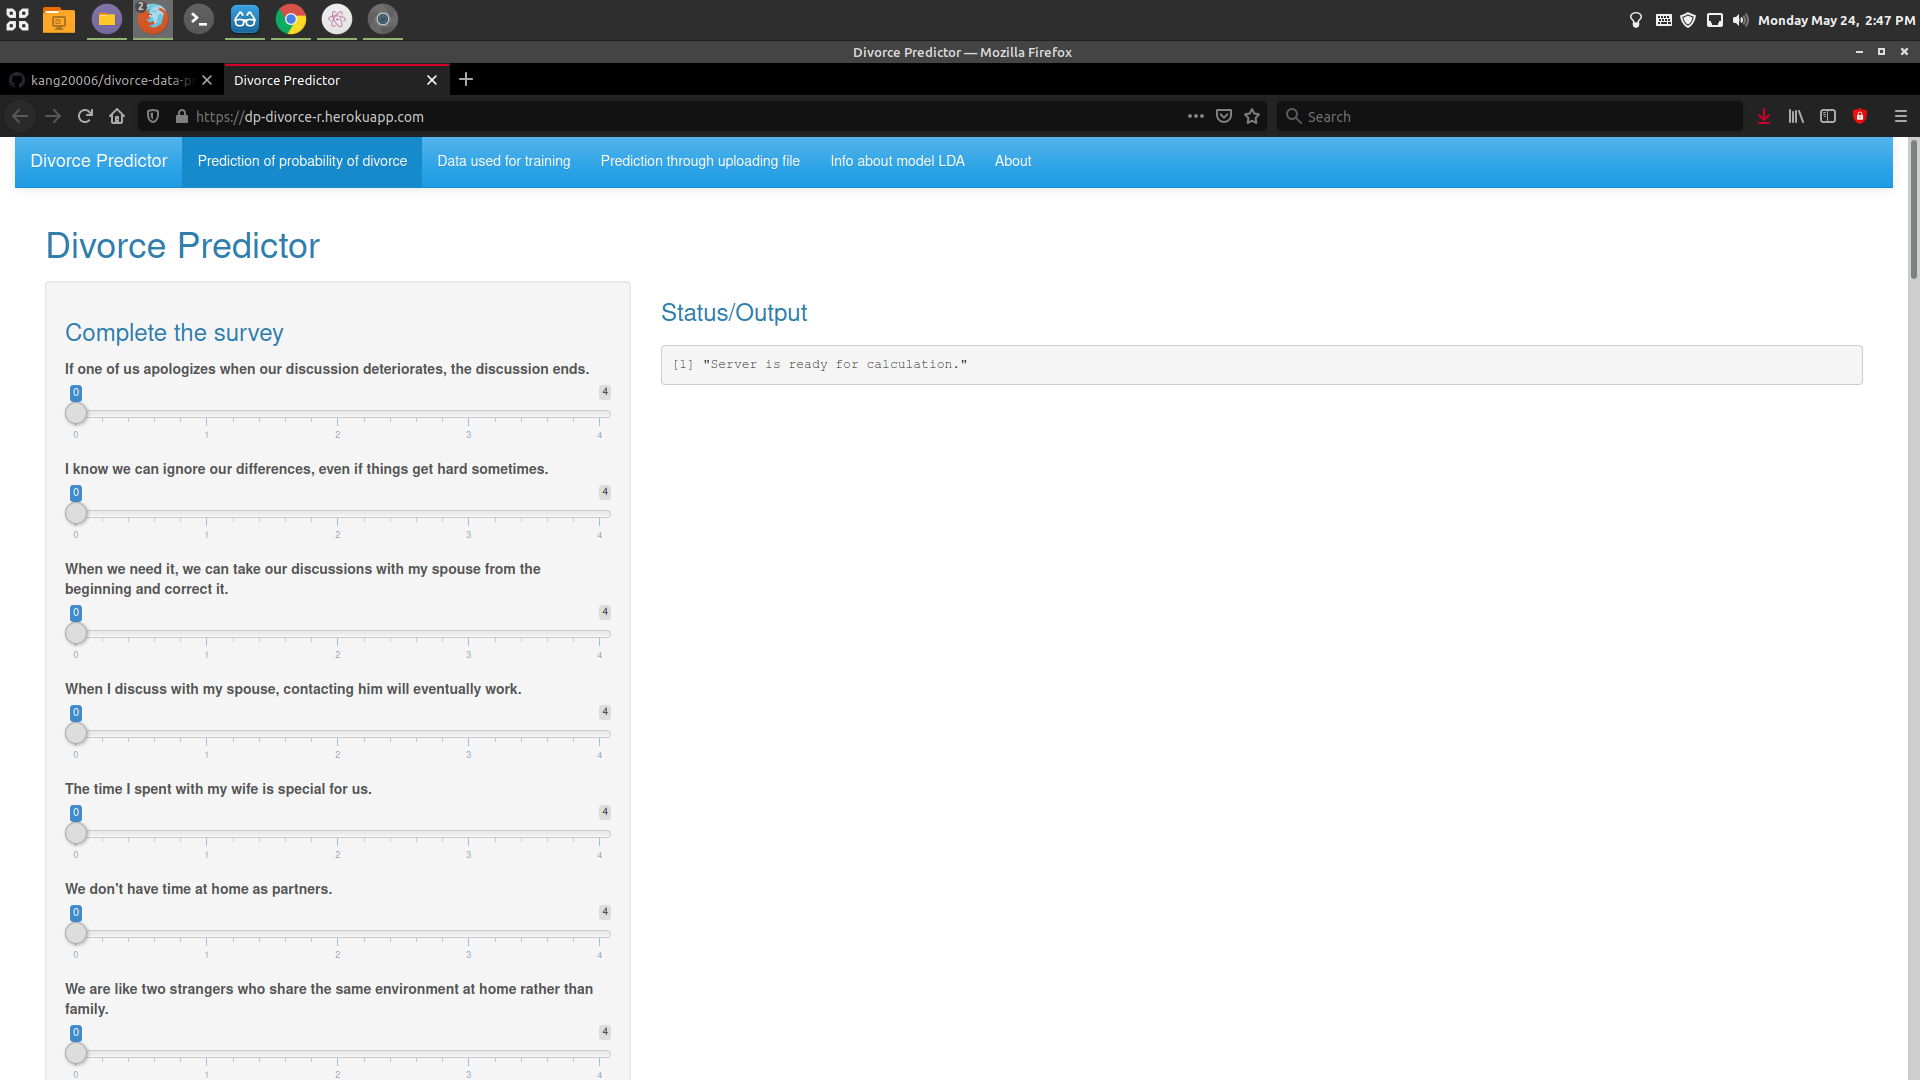 2
Monday May 24, 2:47 PM
Divorce Predictor — Mozilla Firefox
kang20006/divorce-data-p
Divorce Predictor
https://dp-divorce-r.herokuapp.com
Search
Divorce Predictor
Prediction of probability of divorce
Data used for training
Prediction through uploading file
Info about model LDA
About
Divorce Predictor
Complete the survey
If one of us apologizes when our discussion deteriorates, the discussion ends.
0 4
0 1 2 3 4
I know we can ignore our differences, even if things get hard sometimes.
0 4
0 1 2 3 4
When we need it, we can take our discussions with my spouse from the
beginning and correct it.
0 4
0 1 2 3 4
When I discuss with my spouse, contacting him will eventually work.
0 4
0 1 2 3 4
The time I spent with my wife is special for us.
0 4
0 1 2 3 4
We don't have time at home as partners.
0 4
0 1 2 3 4
We are like two strangers who share the same environment at home rather than
family.
0 4
0 1 2 3 4
Status/Output
[1] "Server is ready for calculation."